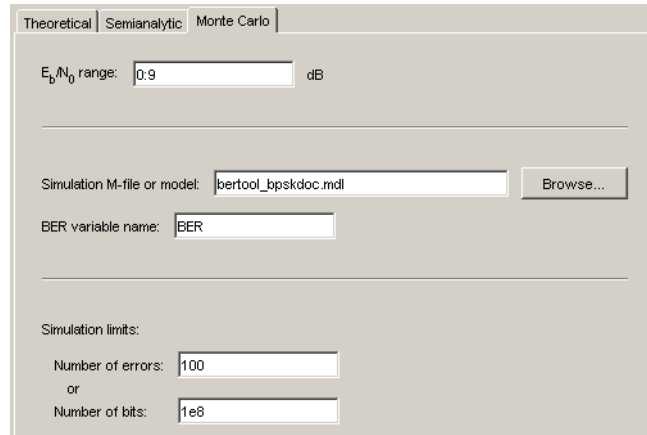 Theoretical Semianalytic Monte Carlo
Eb/N0 range: 0:9 dB
Simulation M-file or model: bertool_bpskdoc.mdl Browse...
BER variable name: BER
Simulation limits:
Number of errors: 100
or
Number of bits: 1e8